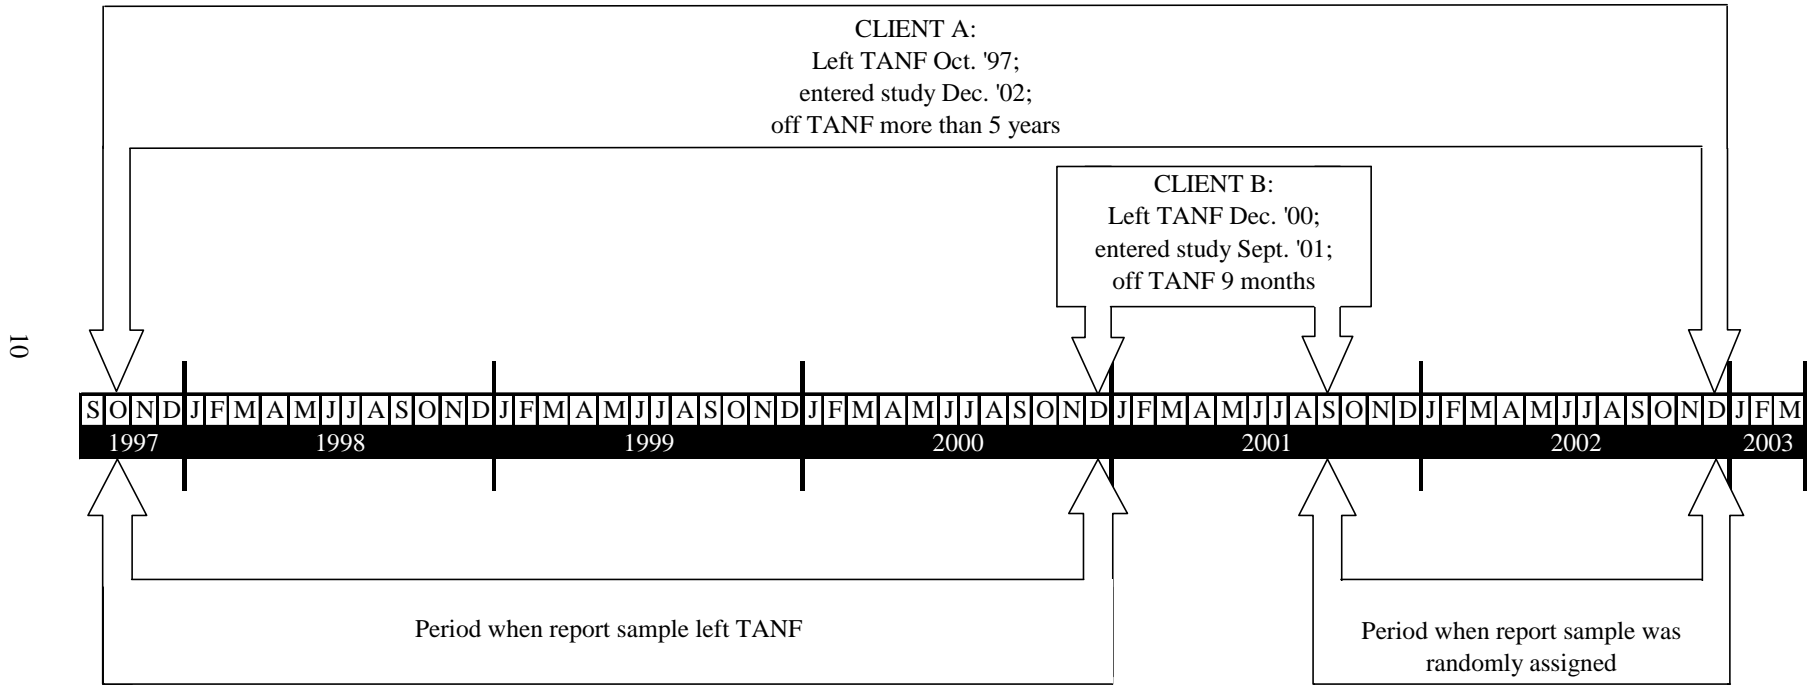 CLIENT A:
Left TANF Oct. '97;
entered study Dec. '02;
off TANF more than 5 years
CLIENT B:
Left TANF Dec. '00;
entered study Sept. '01;
off TANF 9 months
10
S O N D J F M A M J J A S O N D J F M A M J J A S O N D J F M A M J J A S O N D J F M A M J J A S O N D J F M A M J J A S O N D J F M
1997 1998 1999 2000 2001 2002 2003
Period when report sample left TANF
Period when report sample was
randomly assigned